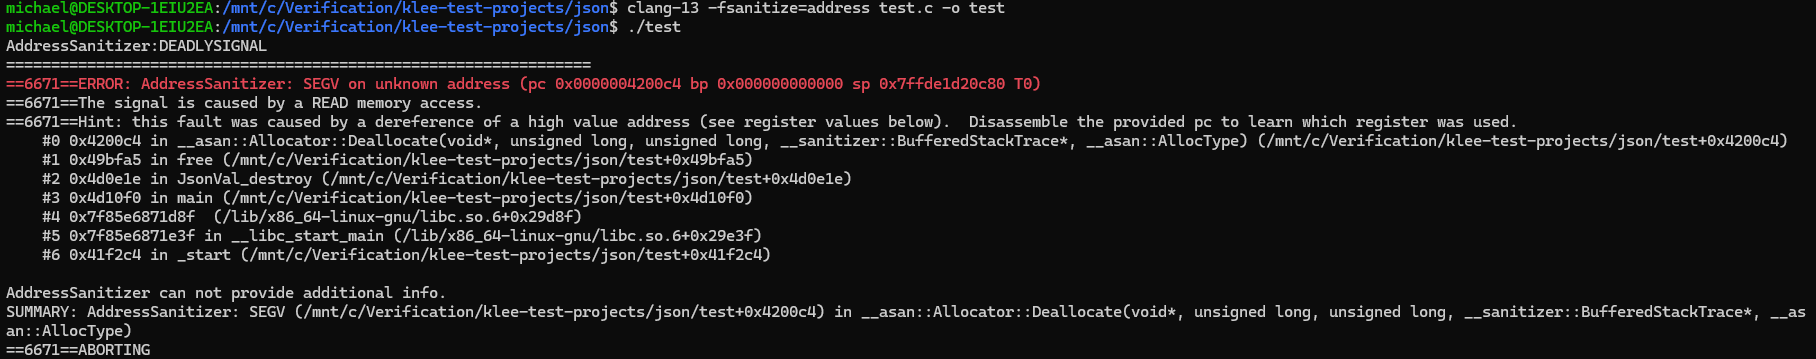 michael@DESKTOP-1EIU2EA:/mnt/c/Verification/klee-test-projects/json$ clang-13 -fsanitize=address test.c -o test
michael@DESKTOP-1EIU2EA:/mnt/c/Verification/klee-test-projects/json$ ./test
AddressSanitizer:DEADLYSIGNAL
=================================================================
==6671==ERROR: AddressSanitizer: SEGV on unknown address (pc 0x0000004200c4 bp 0x000000000000 sp 0x7ffde1d20c80 T0)
==6671==The signal is caused by a READ memory access.
==6671==Hint: this fault was caused by a dereference of a high value address (see register values below).  Disassemble the provided pc to learn which register was used.
    #0 0x4200c4 in __asan::Allocator::Deallocate(void*, unsigned long, unsigned long, __sanitizer::BufferedStackTrace*, __asan::AllocType) (/mnt/c/Verification/klee-test-projects/json/test+0x4200c4)
    #1 0x49bfa5 in free (/mnt/c/Verification/klee-test-projects/json/test+0x49bfa5)
    #2 0x4d0e1e in JsonVal_destroy (/mnt/c/Verification/klee-test-projects/json/test+0x4d0e1e)
    #3 0x4d10f0 in main (/mnt/c/Verification/klee-test-projects/json/test+0x4d10f0)
    #4 0x7f85e6871d8f  (/lib/x86_64-linux-gnu/libc.so.6+0x29d8f)
    #5 0x7f85e6871e3f in __libc_start_main (/lib/x86_64-linux-gnu/libc.so.6+0x29e3f)
    #6 0x41f2c4 in _start (/mnt/c/Verification/klee-test-projects/json/test+0x41f2c4)

AddressSanitizer can not provide additional info.
SUMMARY: AddressSanitizer: SEGV (/mnt/c/Verification/klee-test-projects/json/test+0x4200c4) in __asan::Allocator::Deallocate(void*, unsigned long, unsigned long, __sanitizer::BufferedStackTrace*, __as
an::AllocType)
==6671==ABORTING